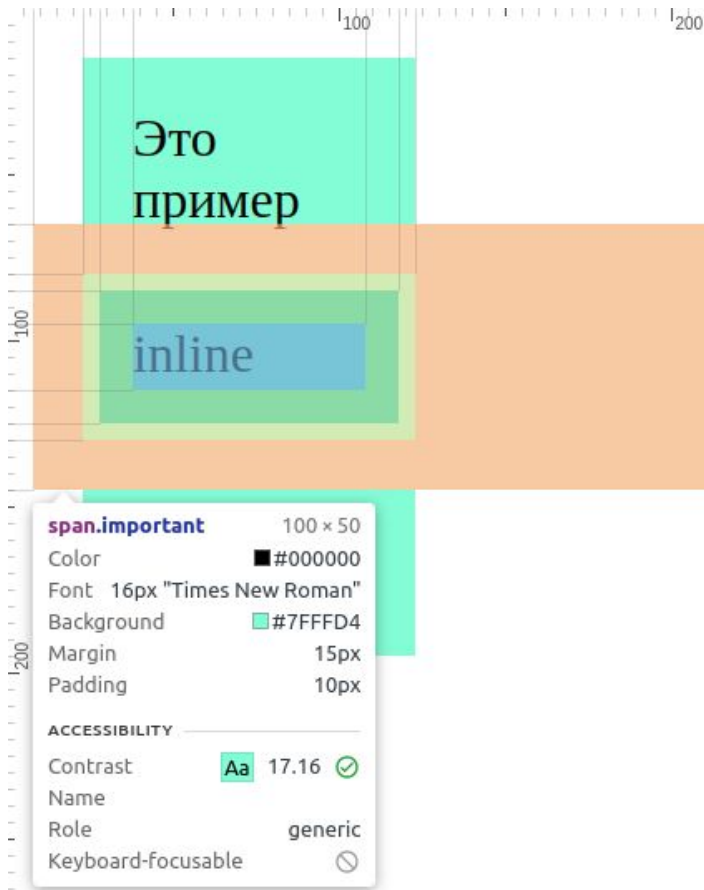 100
200
Это
пример
100
inline
200
span.important 100 × 50
Color #000000
Font 16px "Times New Roman"
Background #7FFFD4
Margin 15px
Padding 10px
ACCESSIBILITY
Contrast Aa 17.16
Name
Role generic
Keyboard-focusable